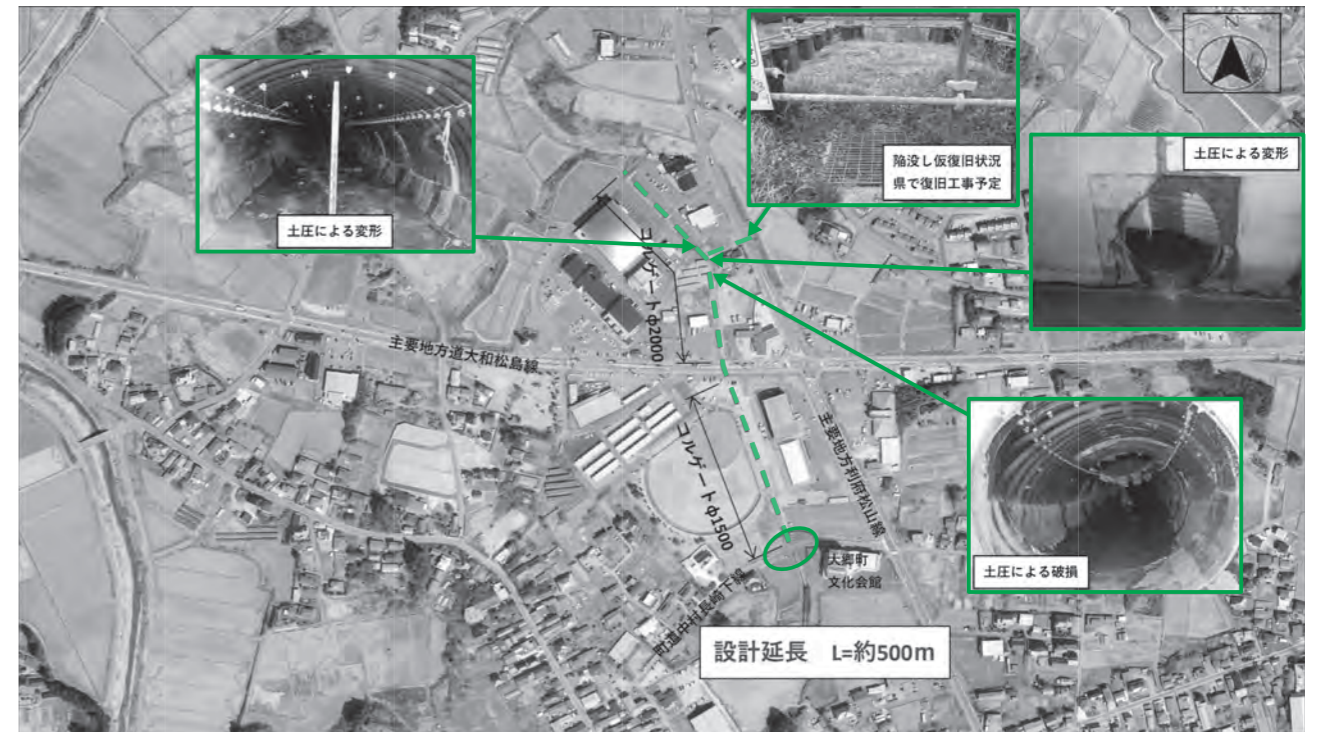 N
陥没し仮復旧状況
県で復旧工事予定
土圧による変形
土圧による変形
コルゲートφ2000
主要地方道大和松島線
主要地方利府松山線
コルゲートφ1500
土圧による破損
大郷町
文化会館
町道中村長崎下線
設計延長 L=約500m